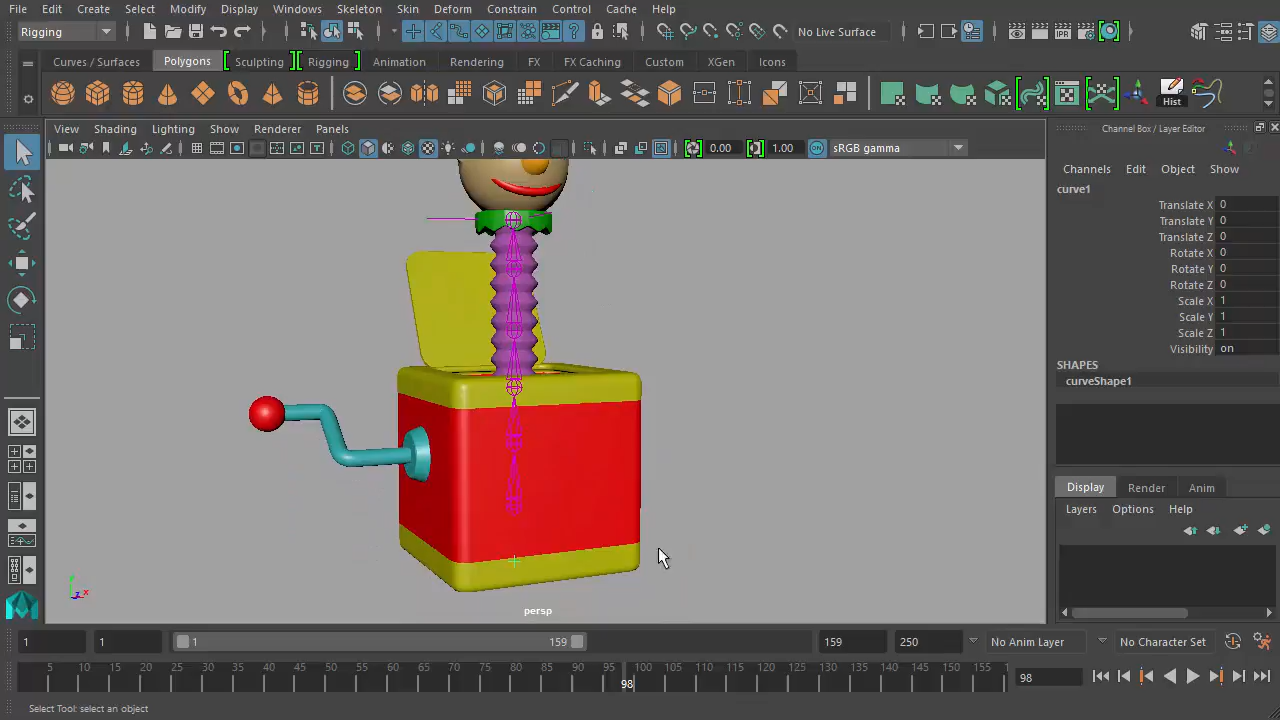 File Edit Create Select Modify Display Windows Skeleton Skin Deform Constrain Control Cache Help
Rigging No Live Surface
Curves / Surfaces Polygons Sculpting Rigging Animation Rendering FX FX Caching Custom XGen Icons
IPR Hist
View Shading Lighting Show Renderer Panels
0.00 1.00 ON sRGB gamma
Channel Box / Layer Editor
Channels Edit Object Show
curve1
Translate X 0
Translate Y 0
Translate Z 0
Rotate X 0
Rotate Y 0
Rotate Z 0
Scale X 1
Scale Y 1
Scale Z 1
Visibility on
SHAPES
curveShape1
Display Render Anim
Layers Options Help
persp
1 1 1 159 159 250 No Anim Layer No Character Set
5 10 15 20 25 30 35 40 45 50 55 60 65 70 75 80 85 90 95 100 105 110 115 120 125 130 135 140 145 150 155 1
98 98
Select Tool: select an object